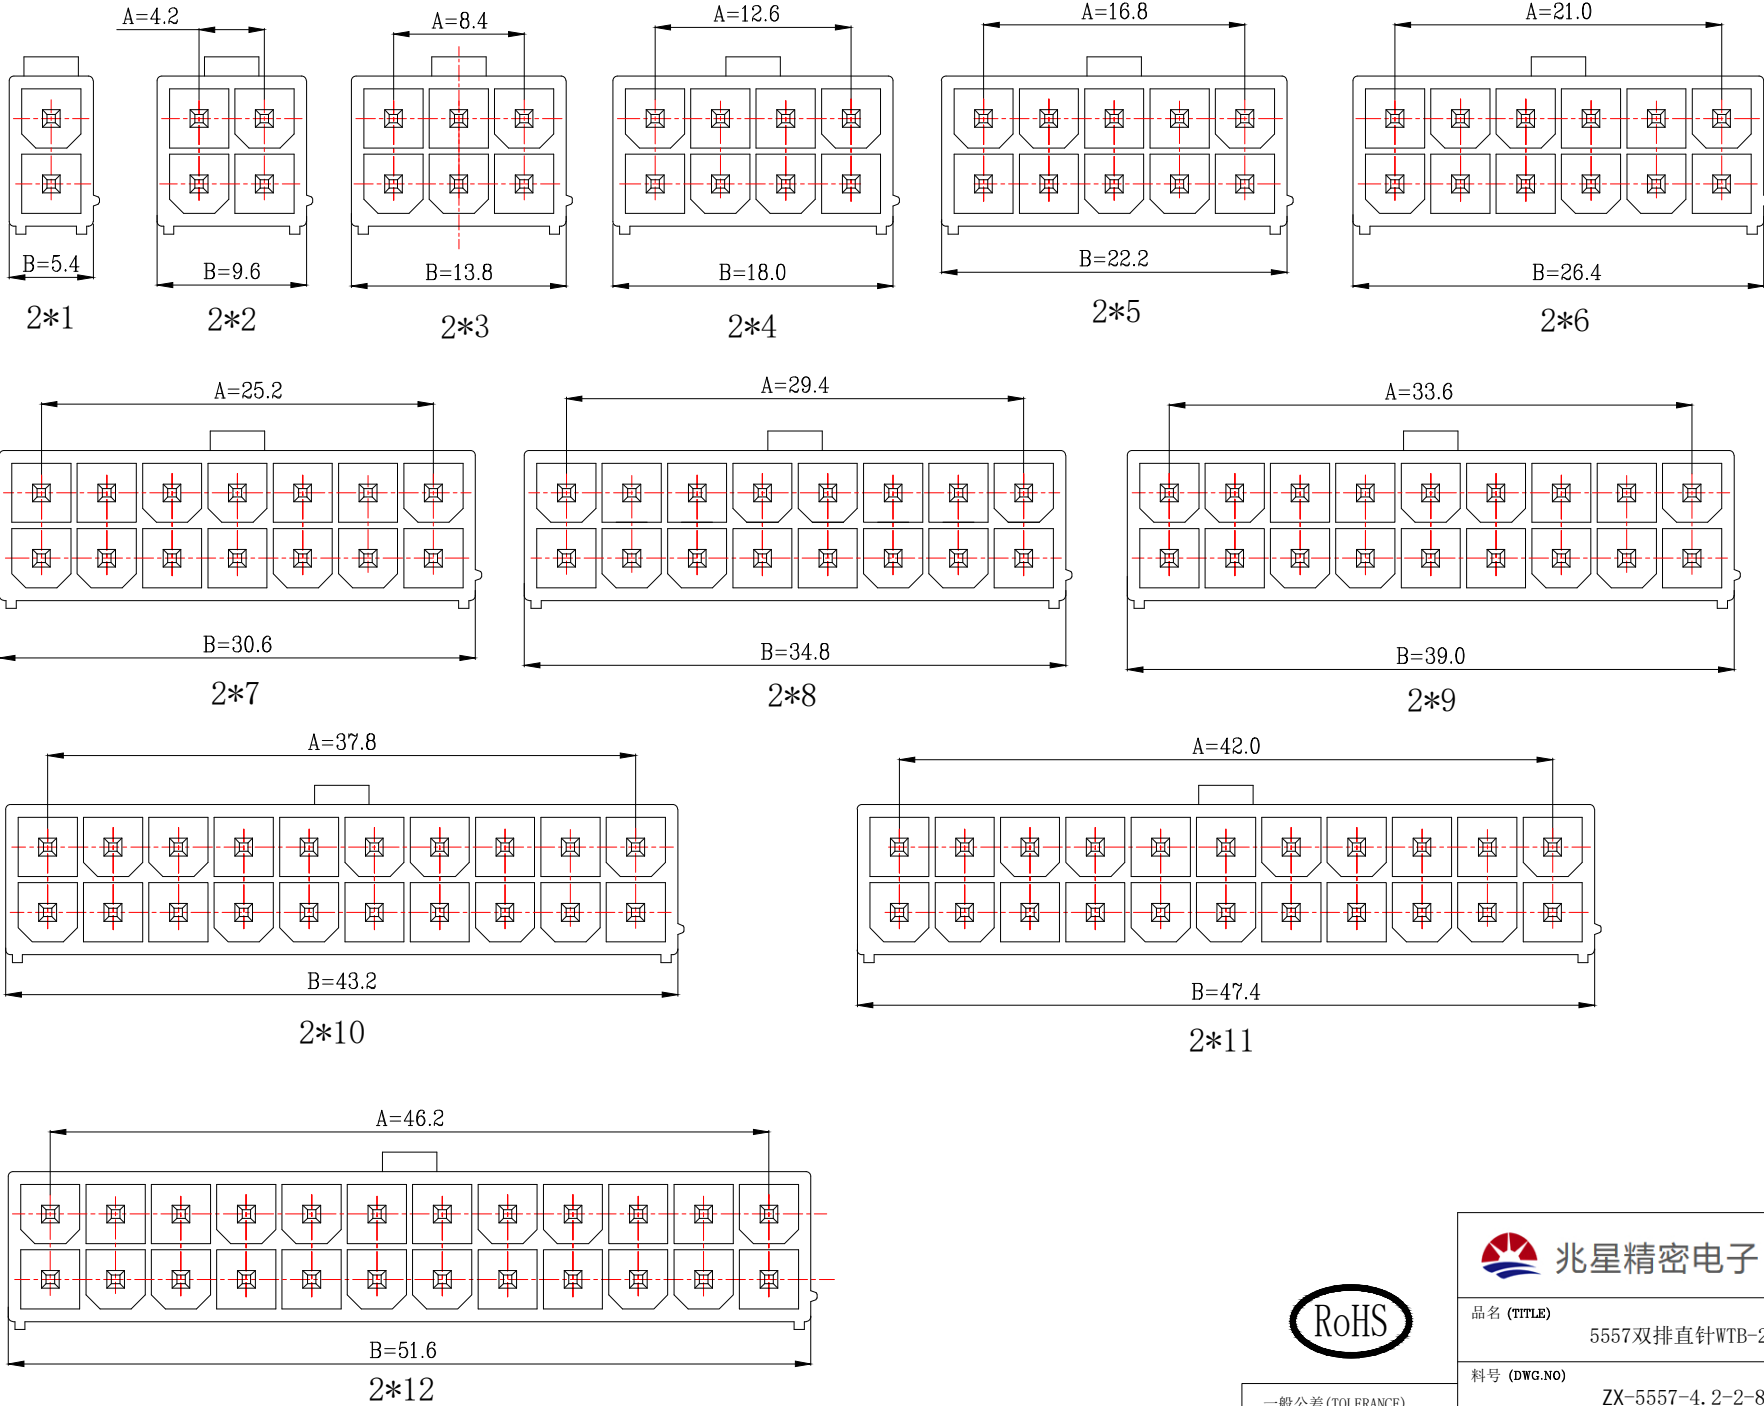 A=4.2
A=8.4
A=12.6
A=16.8
A=21.0
B=5.4
B=9.6
B=13.8
B=18.0
B=22.2
B=26.4
2*1
2*2
2*3
2*4
2*5
2*6
A=25.2
A=29.4
A=33.6
B=30.6
B=34.8
B=39.0
2*7
2*8
2*9
A=37.8
A=42.0
B=43.2
B=47.4
2*10
2*11
A=46.2
B=51.6
2*12
RoHS
兆星精密电子
品名 (TITLE)
5557双排直针WTB-2
料号 (DWG.NO)
ZX-5557-4.2-2-8
一般公差(TOLERANCE)